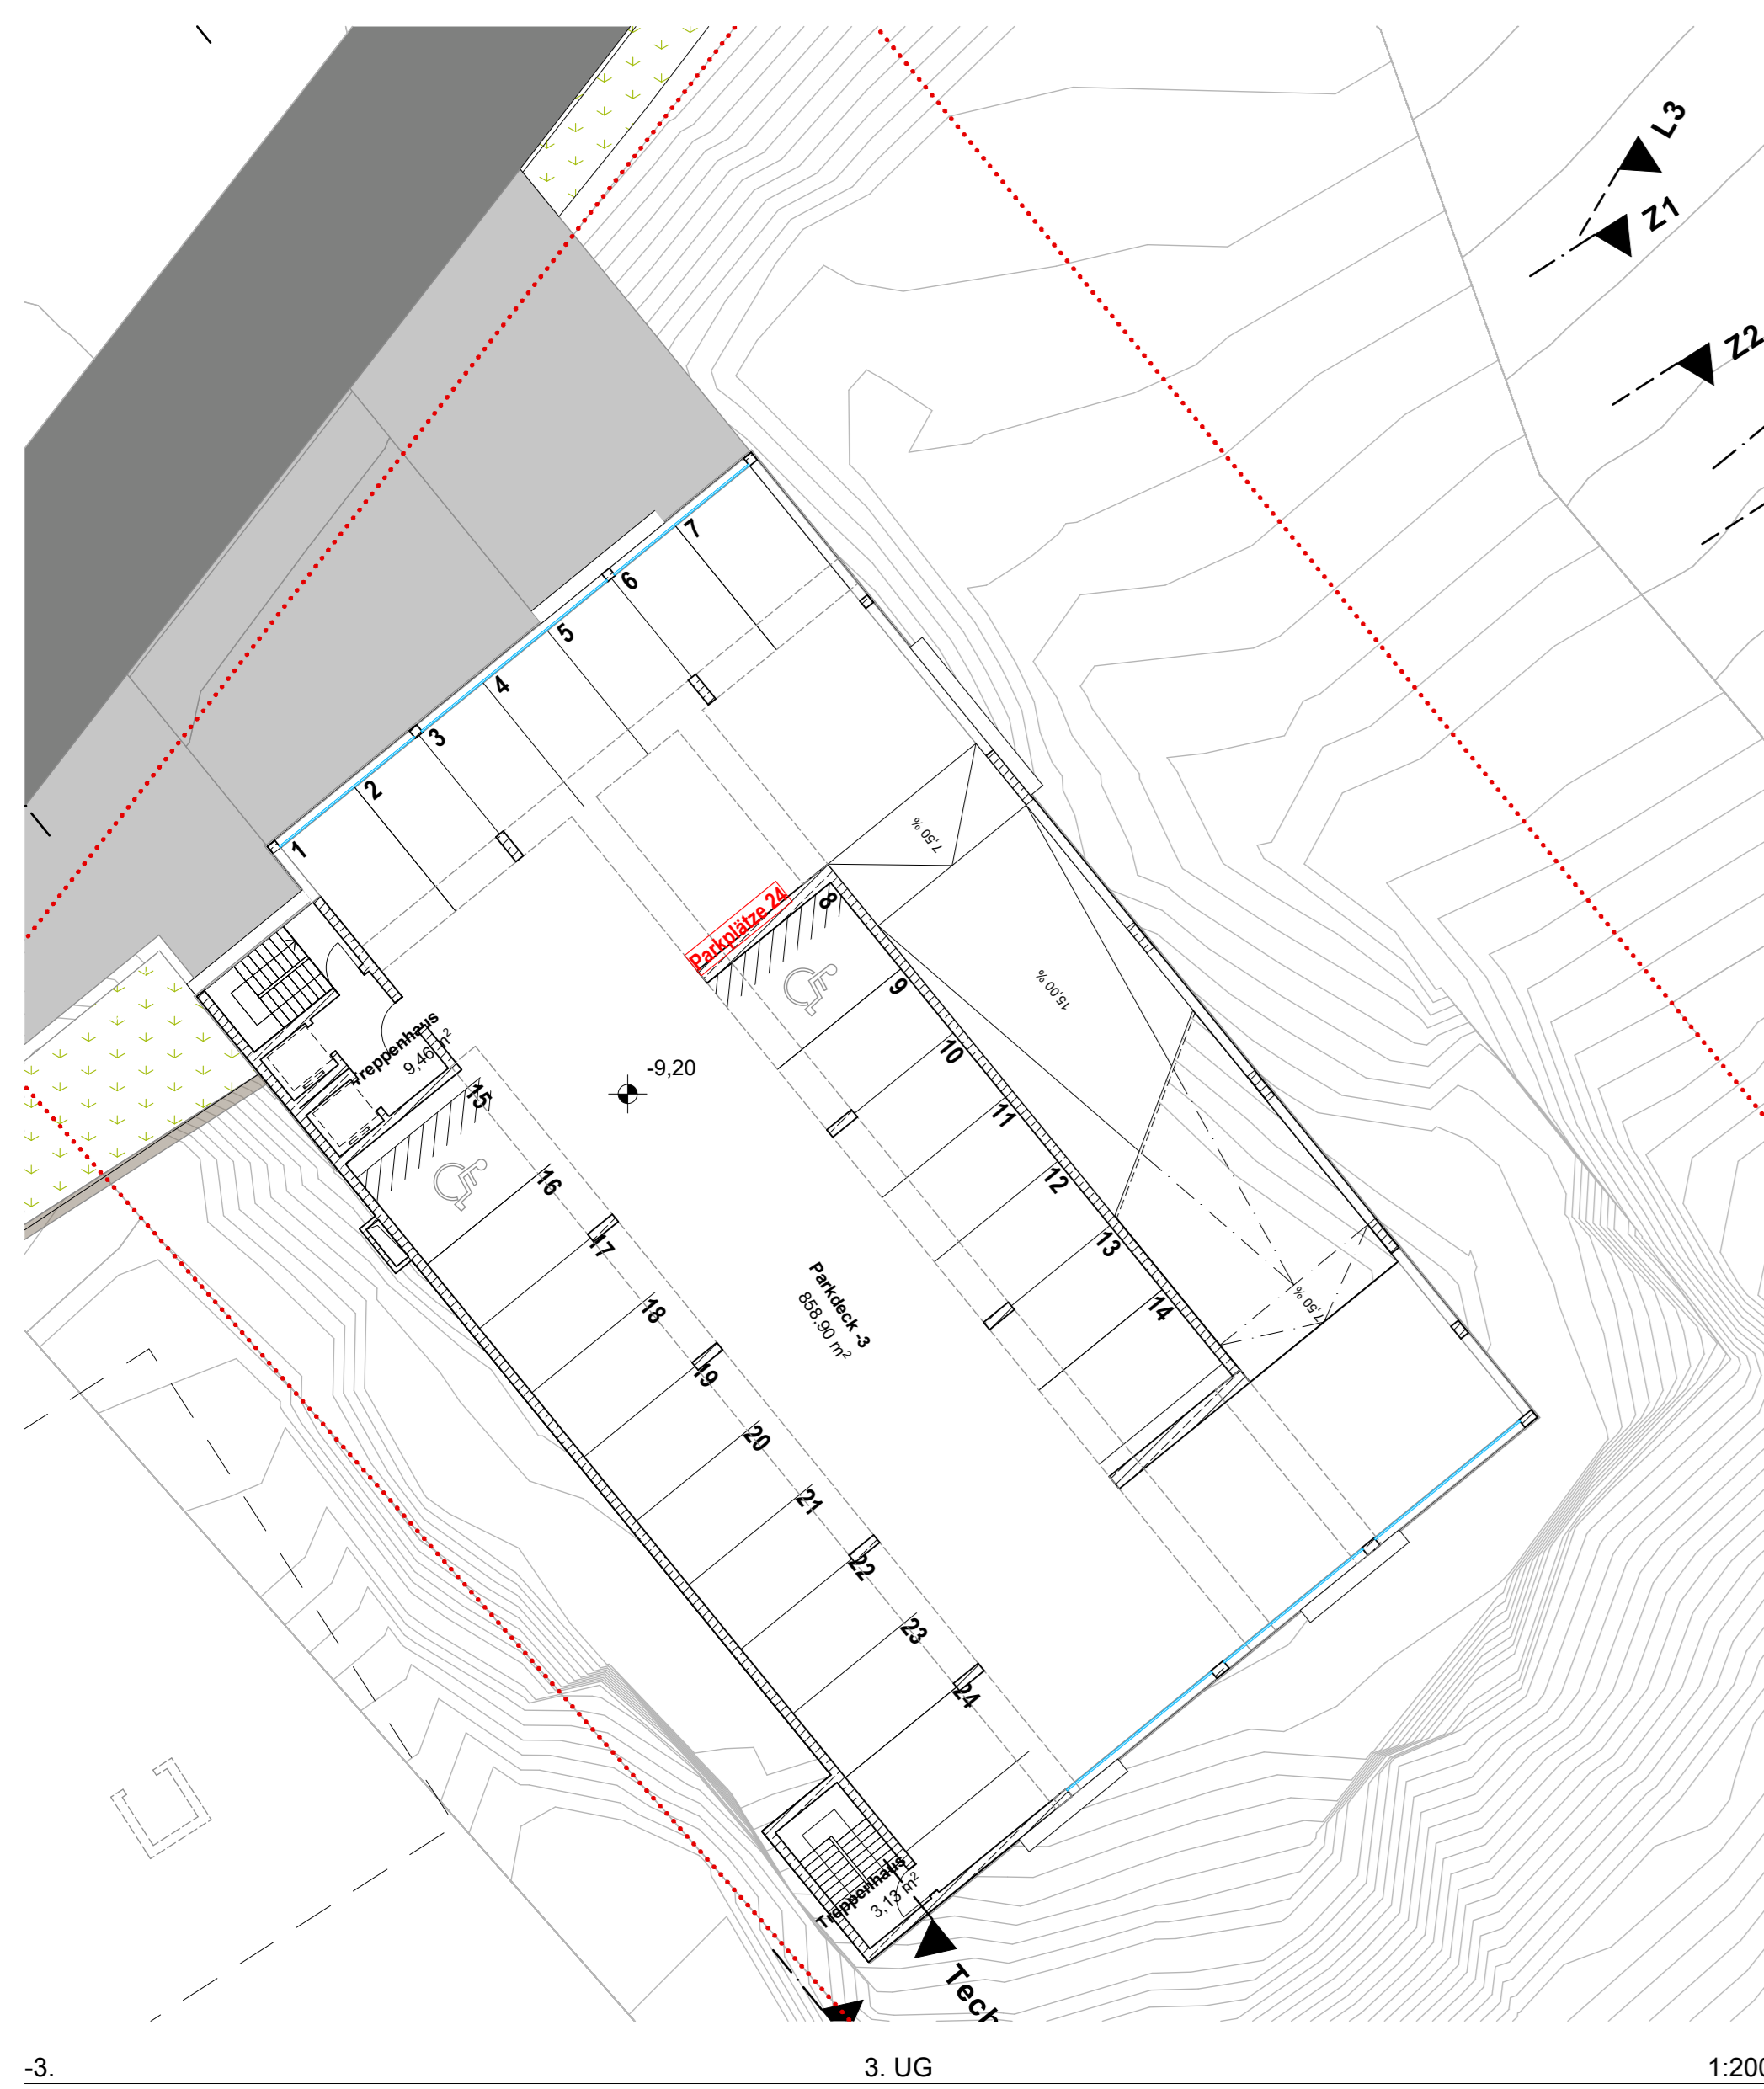 L3
Z1
Z2
7
6
5
4
3
2
1
7,50 %
Parkplätze 24
8
9
15,00 %
10
11
12
13
14
7,50 %
Treppenhaus
9,46 m²
-9,20
15
16
17
18
19
20
21
22
23
24
Parkdeck -3
858,90 m²
Treppenhaus
3,13 m²
Tech
-3.
3. UG
1:200